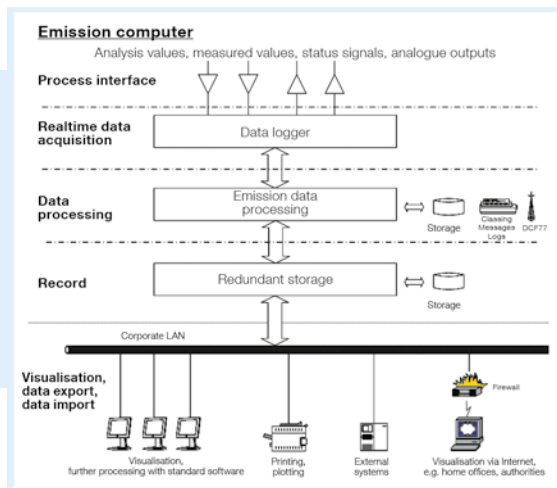 Emission computer
Analysis values, measured values, status signals, analogue outputs
Process interface
Realtime data
acquisition
Data logger
Data
processing
Emission data
processing
Storage
Classing
Messages
Logs
DCF77
Record
Redundant storage
Storage
Corporate LAN
Visualisation,
data export,
data import
Firewall
Visualisation,
further processing with standard software
Printing,
plotting
External
systems
Visualisation via Internet,
e.g. home offices, authorities